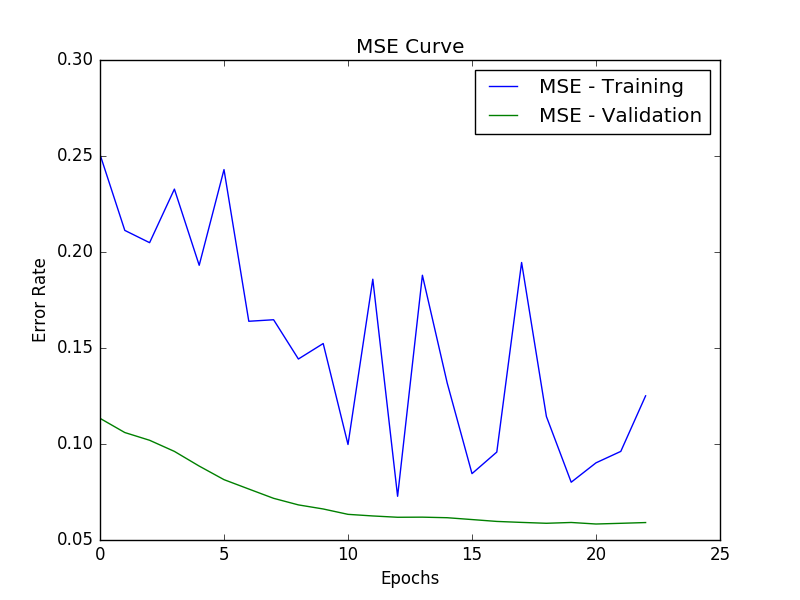 MSE Curve
0.30
0.25
0.20
0.15
0.10
0.05
Error Rate
MSE - Training
MSE - Validation
0
5
10
15
20
25
Epochs